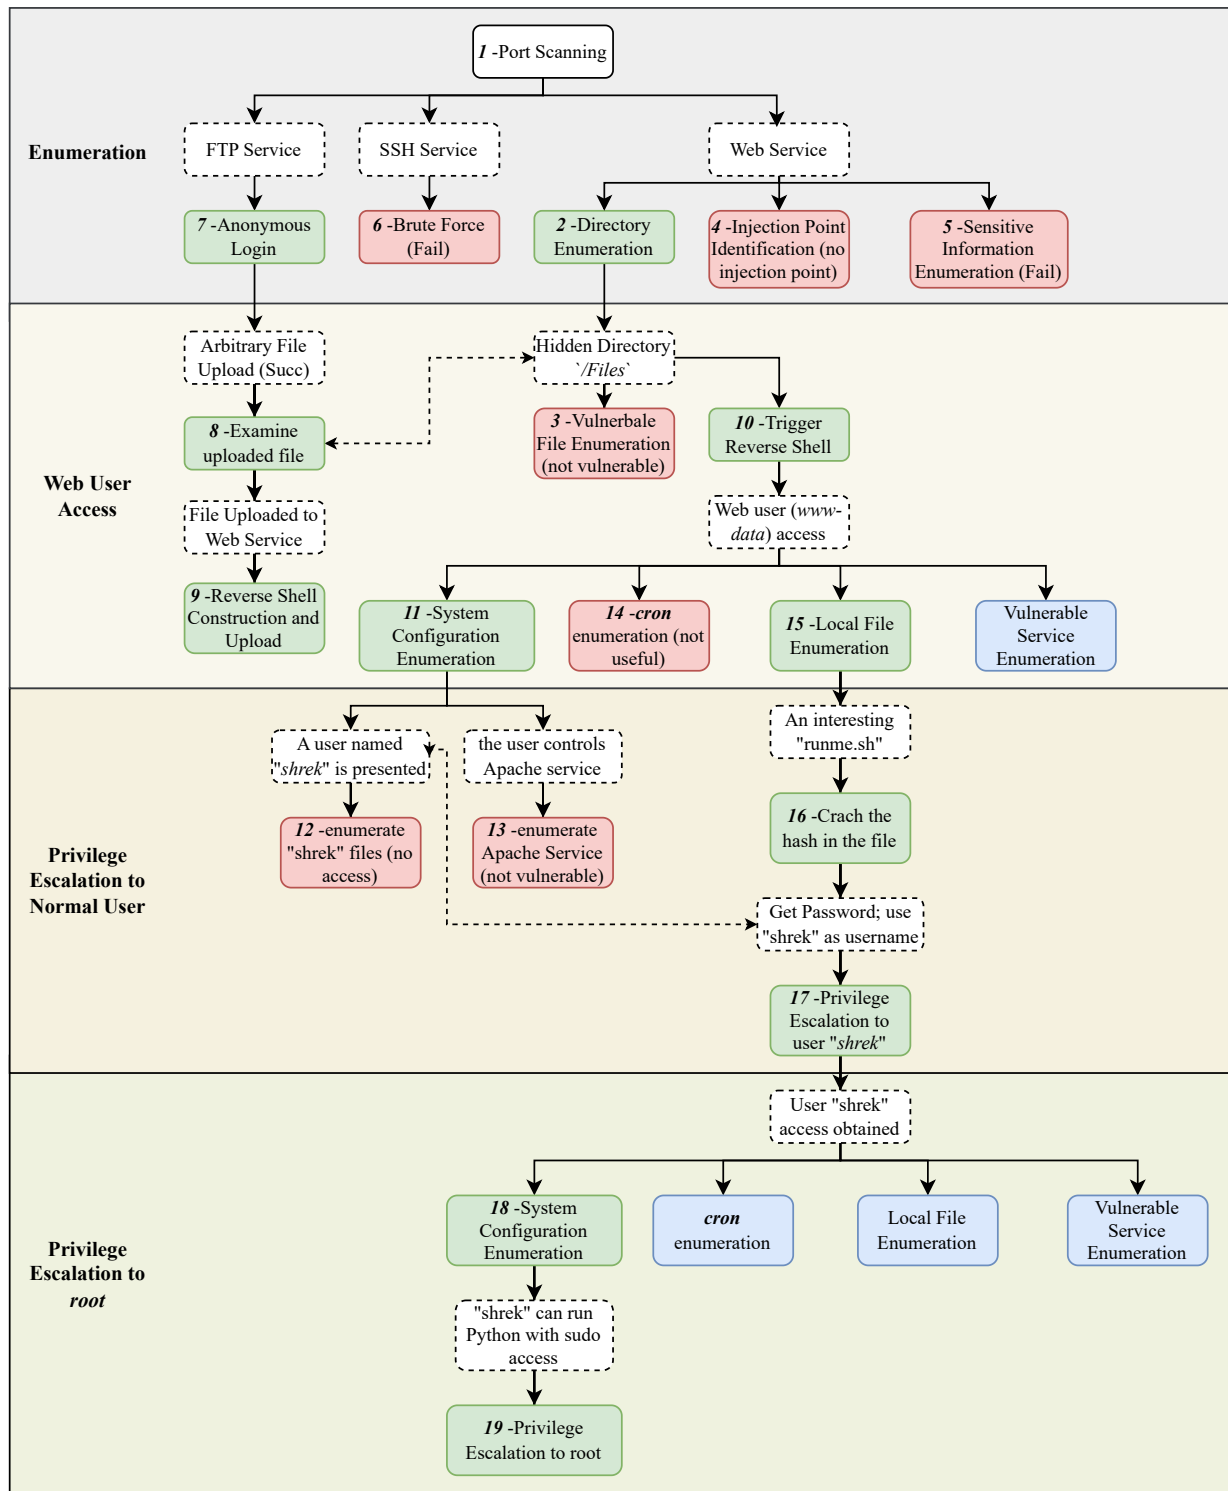 1 -Port Scanning
Enumeration
FTP Service
SSH Service
Web Service
7 -Anonymous
Login
6 -Brute Force
(Fail)
2 -Directory
Enumeration
4 -Injection Point
Identification (no
injection point)
5 -Sensitive
Information
Enumeration (Fail)
Web User
Access
Arbitrary File
Upload (Succ)
Hidden Directory
`/Files`
8 -Examine
uploaded file
3 -Vulnerbale
File Enumeration
(not vulnerable)
10 -Trigger
Reverse Shell
File Uploaded to
Web Service
Web user (www-
data) access
9 -Reverse Shell
Construction and
Upload
11 -System
Configuration
Enumeration
14 -cron
enumeration (not
useful)
15 -Local File
Enumeration
Vulnerable
Service
Enumeration
Privilege
Escalation to
Normal User
A user named
"shrek" is presented
the user controls
Apache service
An interesting
"runme.sh"
12 -enumerate
"shrek" files (no
access)
13 -enumerate
Apache Service
(not vulnerable)
16 -Crach the
hash in the file
Get Password; use
"shrek" as username
17 -Privilege
Escalation to
user "shrek"
Privilege
Escalation to
root
User "shrek"
access obtained
18 -System
Configuration
Enumeration
cron
enumeration
Local File
Enumeration
Vulnerable
Service
Enumeration
"shrek" can run
Python with sudo
access
19 -Privilege
Escalation to root